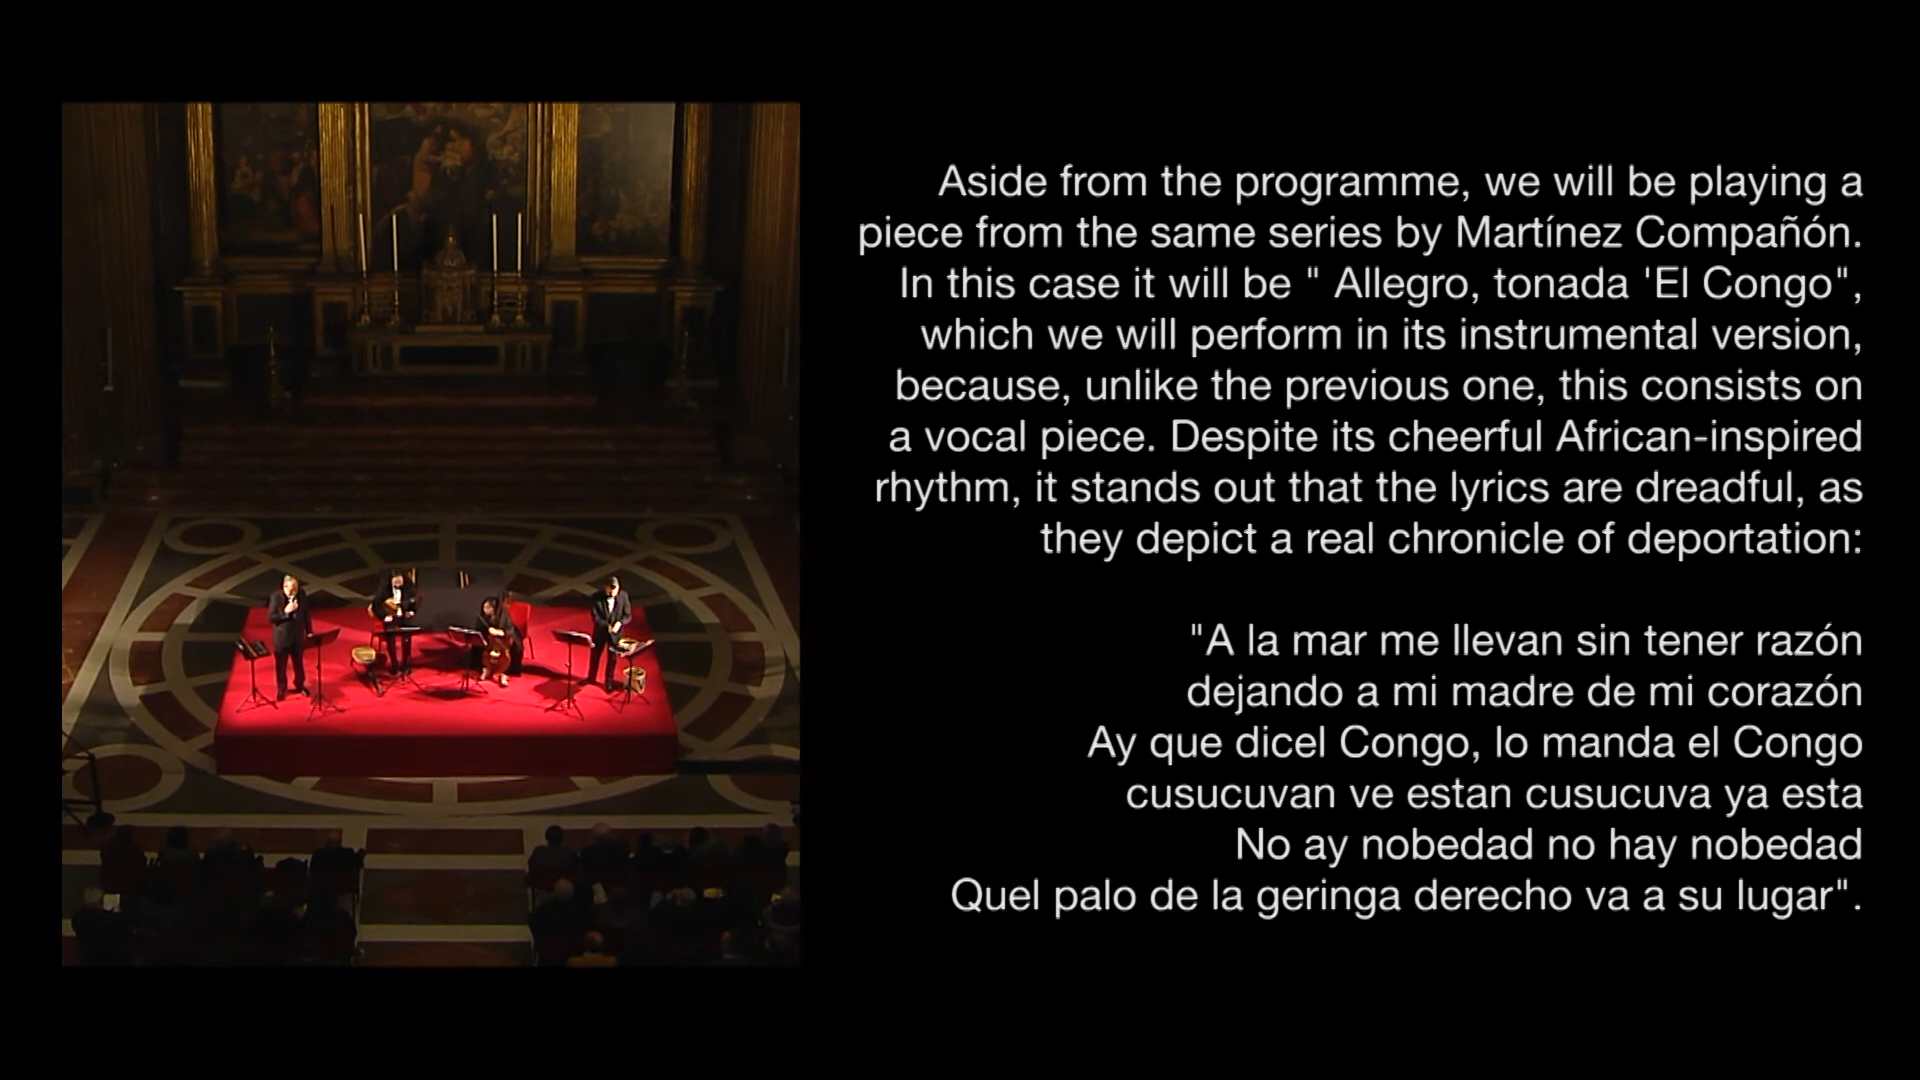 Aside from the programme, we will be playing a
piece from the same series by Martínez Compañón.
In this case it will be " Allegro, tonada 'El Congo",
which we will perform in its instrumental version,
because, unlike the previous one, this consists on
a vocal piece. Despite its cheerful African-inspired
rhythm, it stands out that the lyrics are dreadful, as
they depict a real chronicle of deportation:
"A la mar me llevan sin tener razón
dejando a mi madre de mi corazón
Ay que dicel Congo, lo manda el Congo
cusucuvan ve estan cusucuva ya esta
No ay nobedad no hay nobedad
Quel palo de la geringa derecho va a su lugar".